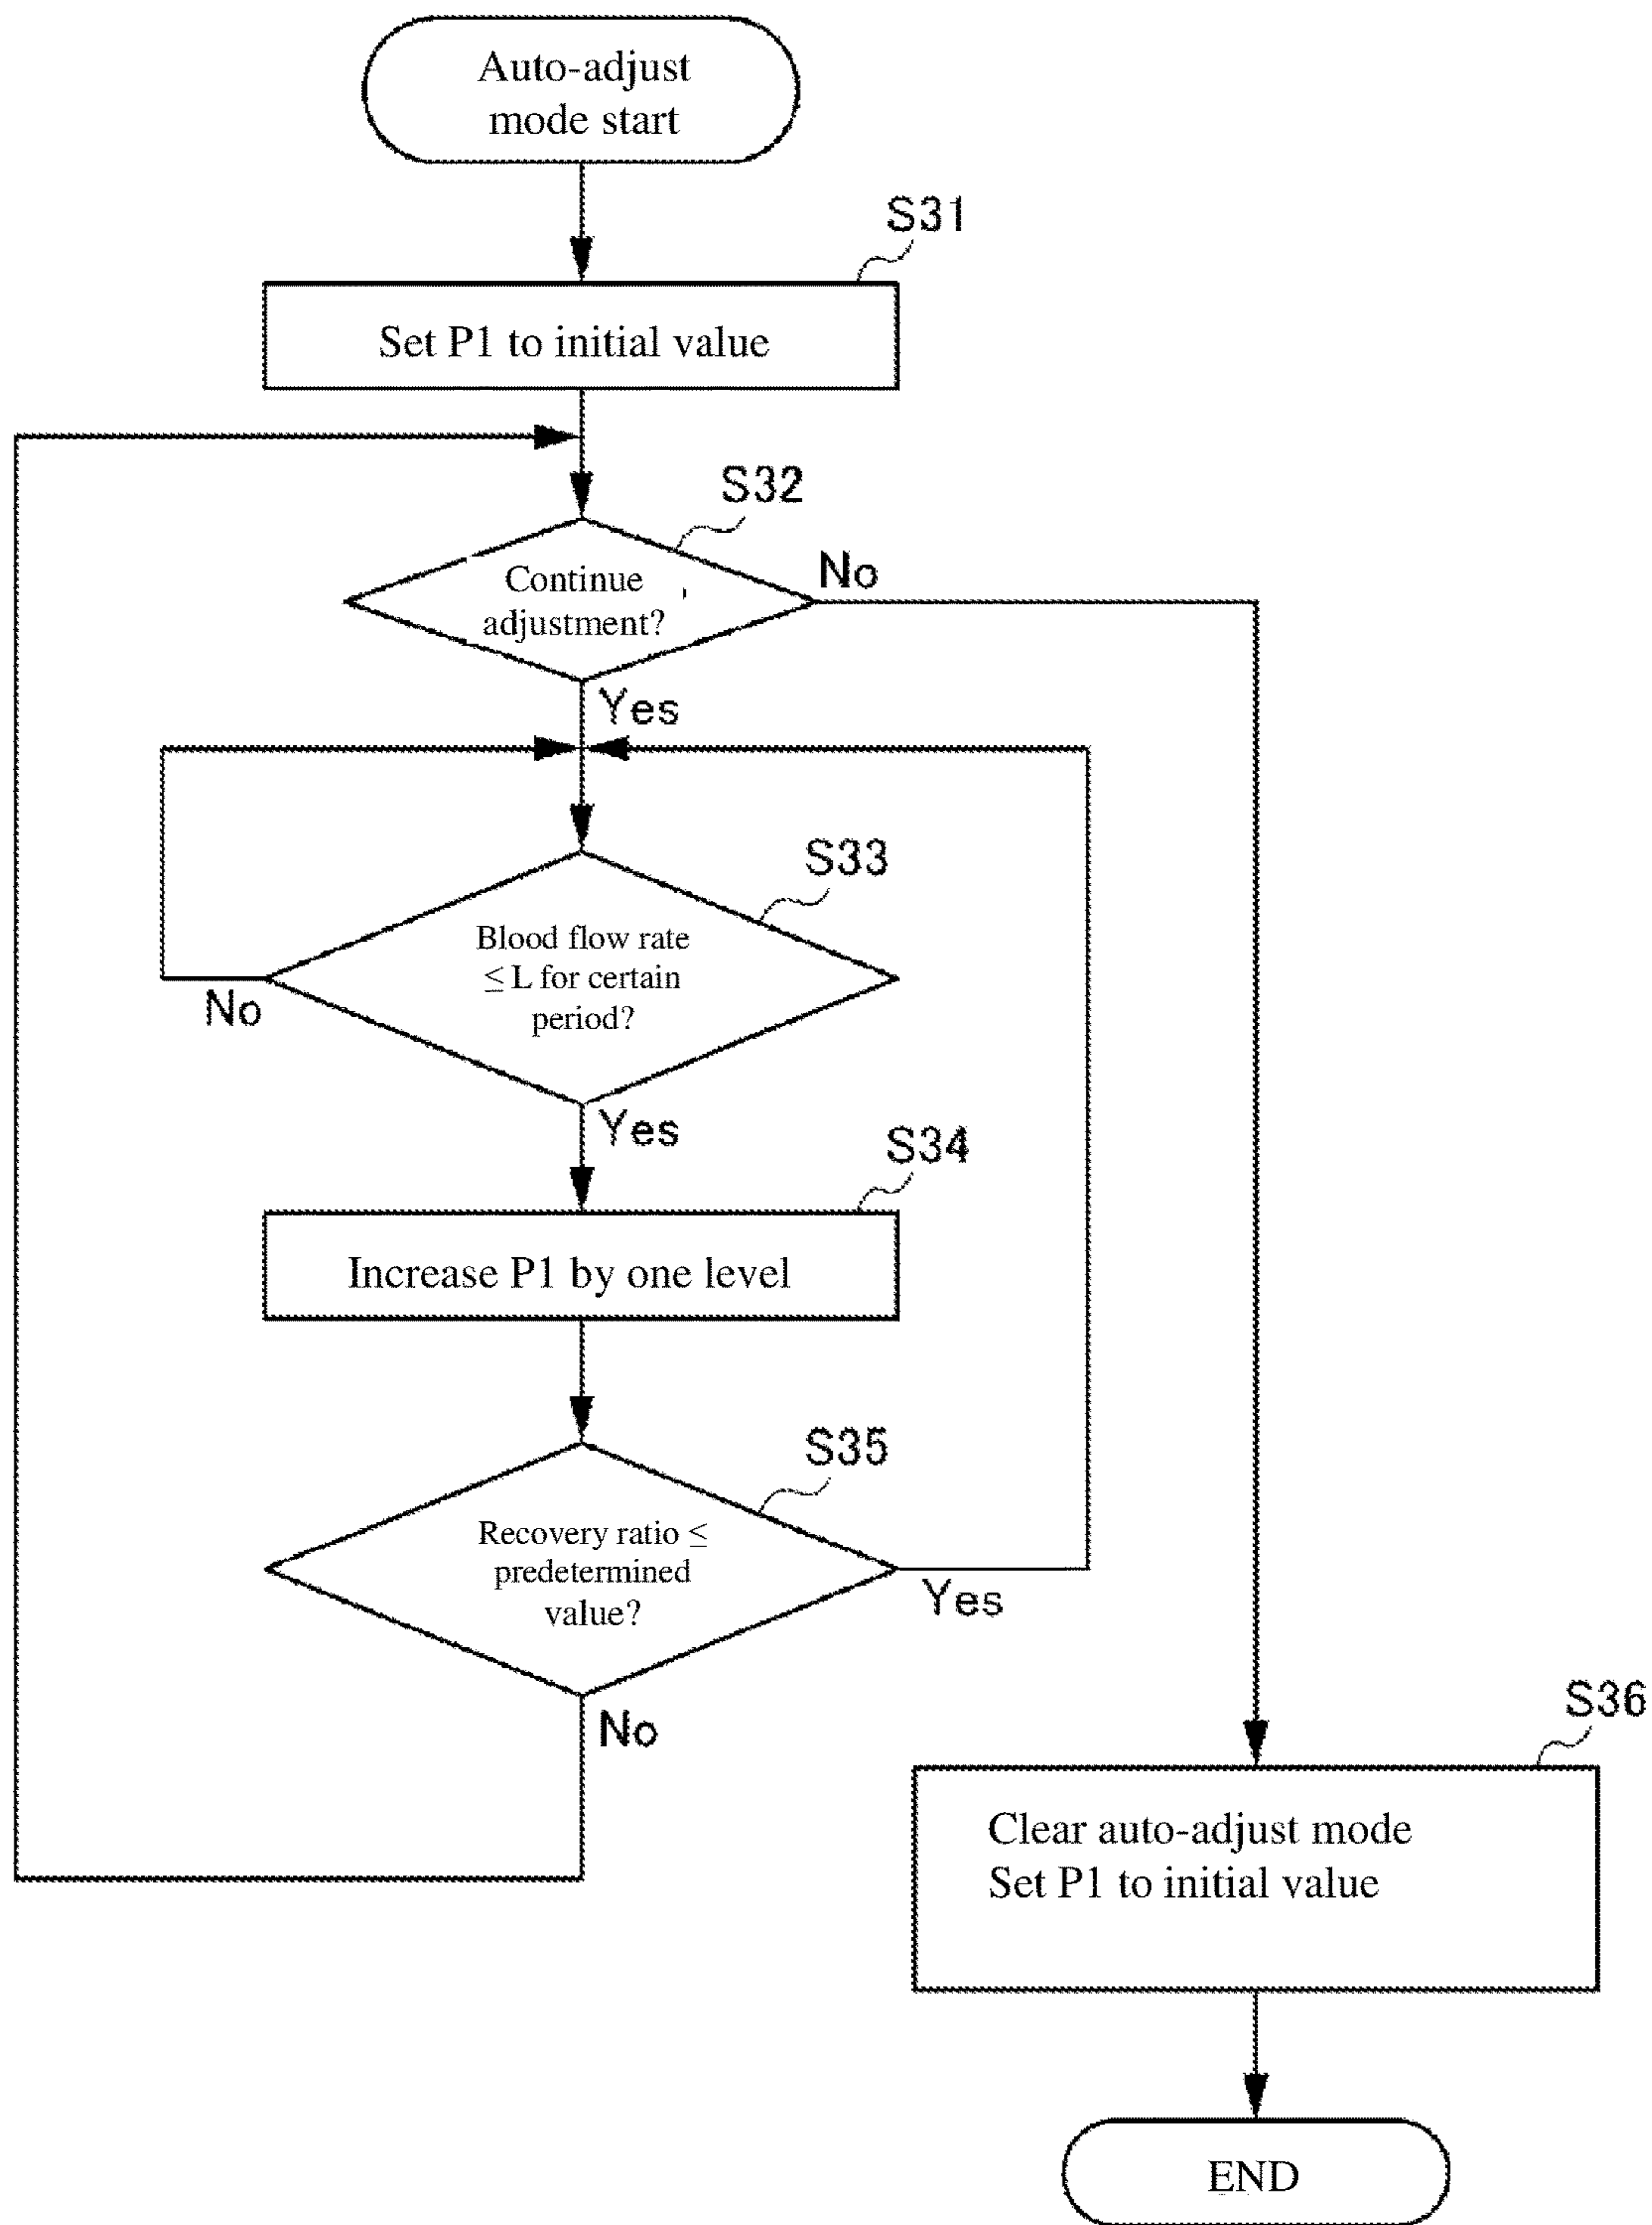 Auto-adjust
mode start
S31
Set P1 to initial value
S32
Continue
adjustment?
No
Yes
S33
Blood flow rate
≤ L for certain
period?
No
Yes
S34
Increase P1 by one level
S35
Recovery ratio ≤
predetermined
value?
Yes
No
S36
Clear auto-adjust mode
Set P1 to initial value
END